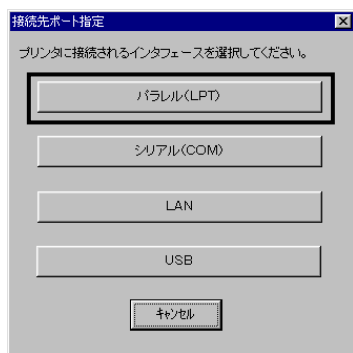 接続先ポート指定
プリンタに接続されるインタフェースを選択してください。
パラレル(LPT)
シリアル(COM)
LAN
USB
キャンセル